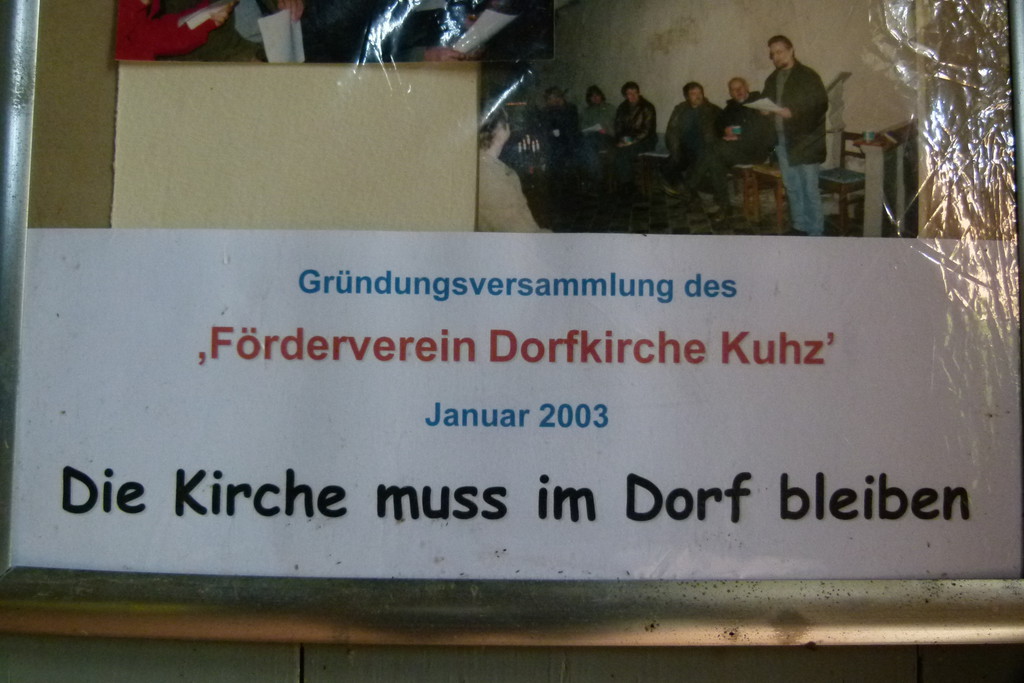 Gründungsversammlung des
‚Förderverein Dorfkirche Kuhz’
Januar 2003
Die Kirche muss im Dorf bleiben